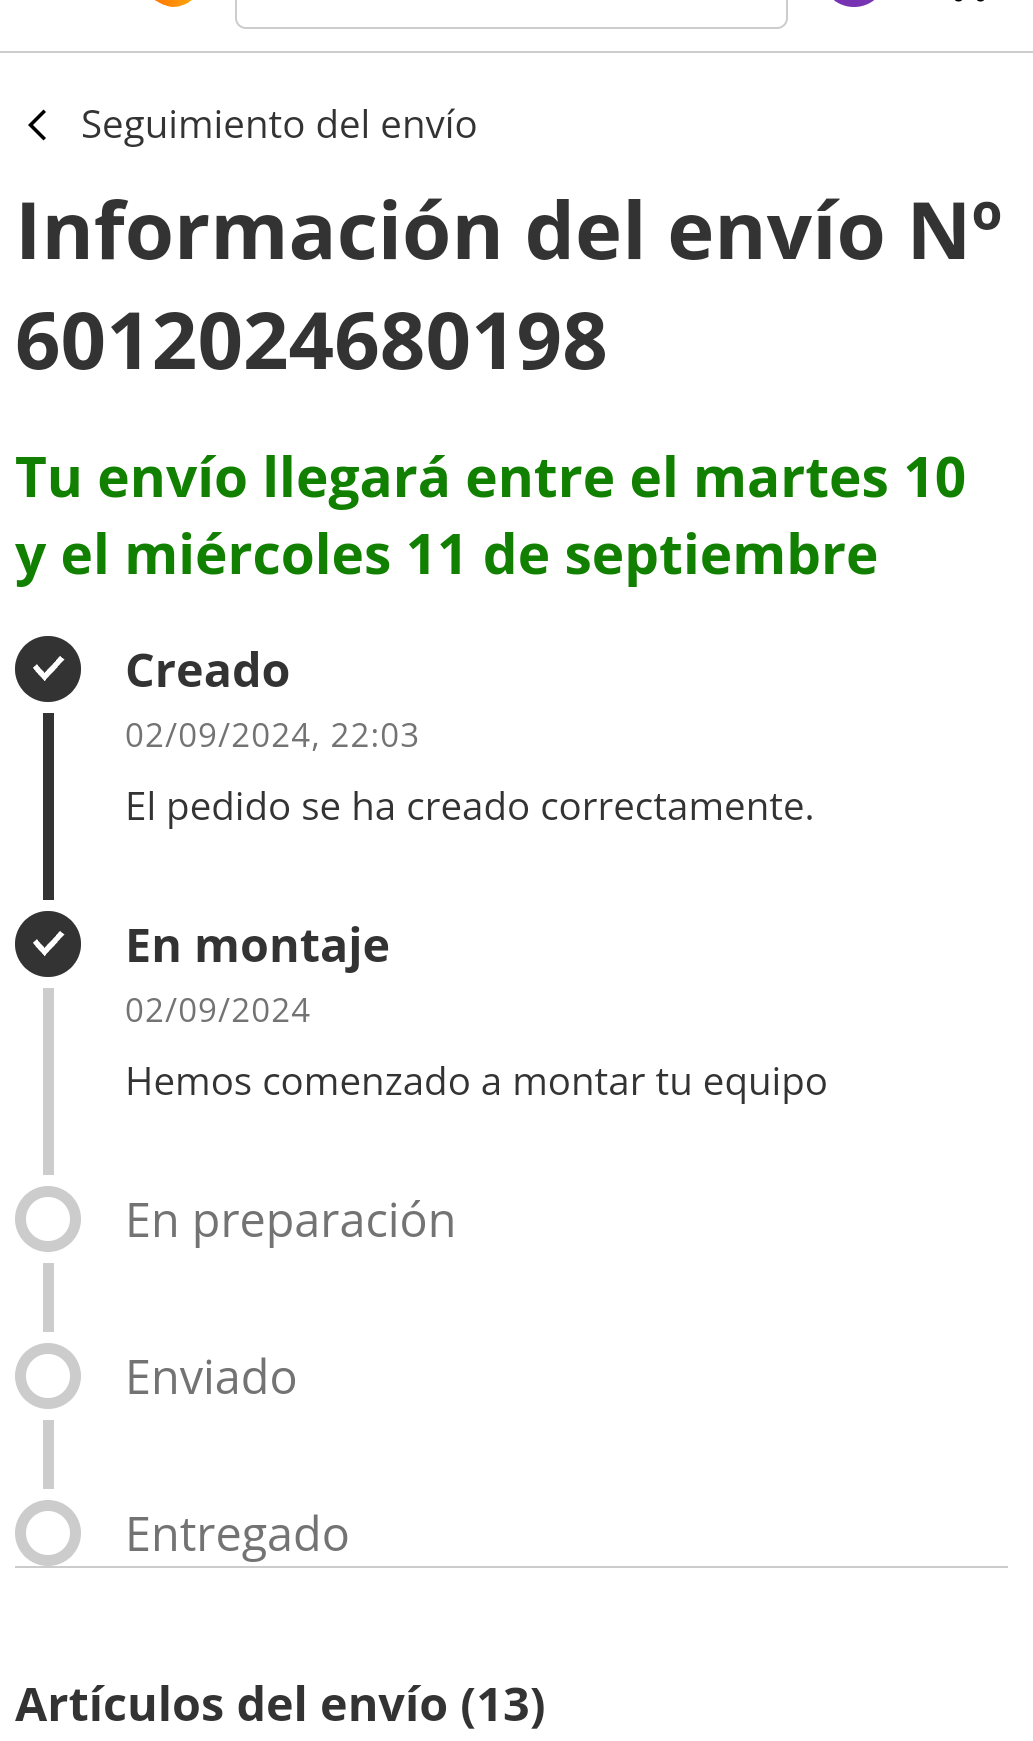 Seguimiento del envío
Información del envío Nº
6012024680198
Tu envío llegará entre el martes 10
y el miércoles 11 de septiembre
Creado
02/09/2024, 22:03
El pedido se ha creado correctamente.
En montaje
02/09/2024
Hemos comenzado a montar tu equipo
En preparación
Enviado
Entregado
Artículos del envío (13)